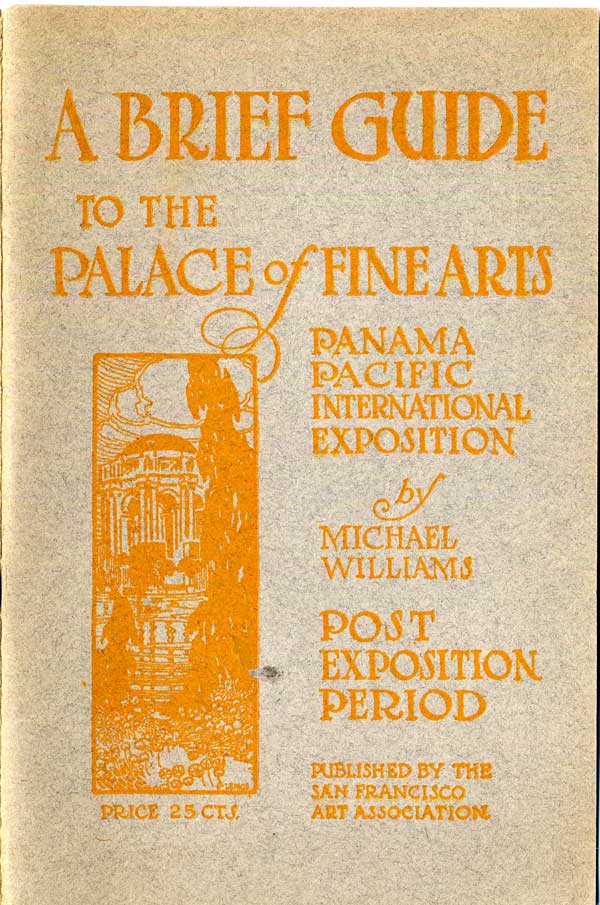 A BRIEF GUIDE
TO THE
PALACE of FINE ARTS
PANAMA
PACIFIC
INTERNATIONAL
EXPOSITION
by
MICHAEL
WILLIAMS
POST
EXPOSITION
PERIOD
PUBLISHED BY THE
SAN FRANCISCO
ART ASSOCIATION.
PRICE 25 CTS.